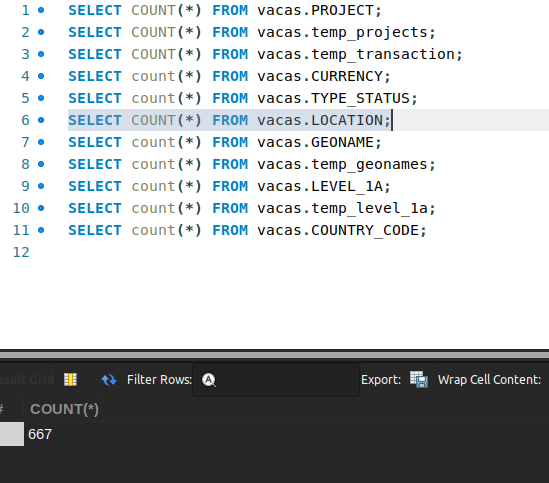 1 SELECT COUNT(*) FROM vacas.PROJECT;
2 SELECT COUNT(*) FROM vacas.temp_projects;
3 SELECT COUNT(*) FROM vacas.temp_transaction;
4 SELECT count(*) FROM vacas.CURRENCY;
5 SELECT count(*) FROM vacas.TYPE_STATUS;
6 SELECT COUNT(*) FROM vacas.LOCATION;
7 SELECT count(*) FROM vacas.GEONAME;
8 SELECT count(*) FROM vacas.temp_geonames;
9 SELECT count(*) FROM vacas.LEVEL_1A;
10 SELECT count(*) FROM vacas.temp_level_1a;
11 SELECT count(*) FROM vacas.COUNTRY_CODE;
12
esult Grid Filter Rows: A Export: Wrap Cell Content:
# COUNT(*)
667